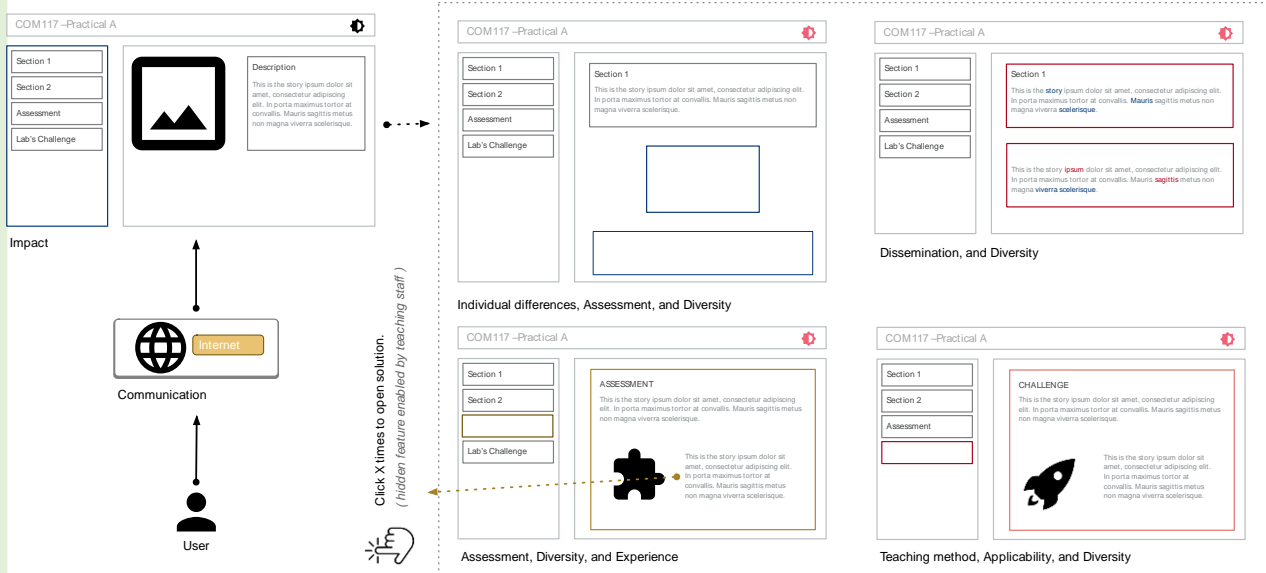 COM117 –Practical A
Section 1
Section 2
Assessment
Lab's Challenge
Description
This is the story ipsum dolor sit
amet, consectetur adipiscing
elit. In porta maximus tortor at
convallis. Mauris sagittis metus
non magna viverra scelerisque.
Impact
Internet
Communication
User
Click X times to open solution.
( hidden feature enabled by teaching staff )
COM117 –Practical A
Section 1
Section 2
Assessment
Lab's Challenge
Section 1
This is the story ipsum dolor sit amet, consectetur adipiscing elit.
In porta maximus tortor at convallis. Mauris sagittis metus non
magna viverra scelerisque.
Individual differences, Assessment, and Diversity
COM117 –Practical A
Section 1
Section 2
Assessment
Lab's Challenge
Section 1
This is the story ipsum dolor sit amet, consectetur adipiscing elit.
In porta maximus tortor at convallis. Mauris sagittis metus non
magna viverra scelerisque.
This is the story ipsum dolor sit amet, consectetur adipiscing elit.
In porta maximus tortor at convallis. Mauris sagittis metus non
magna viverra scelerisque.
Dissemination, and Diversity
COM117 –Practical A
Section 1
Section 2
Lab's Challenge
ASSESSMENT
This is the story ipsum dolor sit amet, consectetur adipiscing
elit. In porta maximus tortor at convallis. Mauris sagittis metus
non magna viverra scelerisque.
This is the story ipsum dolor sit
amet, consectetur adipiscing elit.
In porta maximus tortor at
convallis. Mauris sagittis metus
non magna viverra scelerisque.
Assessment, Diversity, and Experience
COM117 –Practical A
Section 1
Section 2
Assessment
CHALLENGE
This is the story ipsum dolor sit amet, consectetur adipiscing
elit. In porta maximus tortor at convallis. Mauris sagittis metus
non magna viverra scelerisque.
This is the story ipsum dolor sit
amet, consectetur adipiscing elit.
In porta maximus tortor at
convallis. Mauris sagittis metus
non magna viverra scelerisque.
Teaching method, Applicability, and Diversity